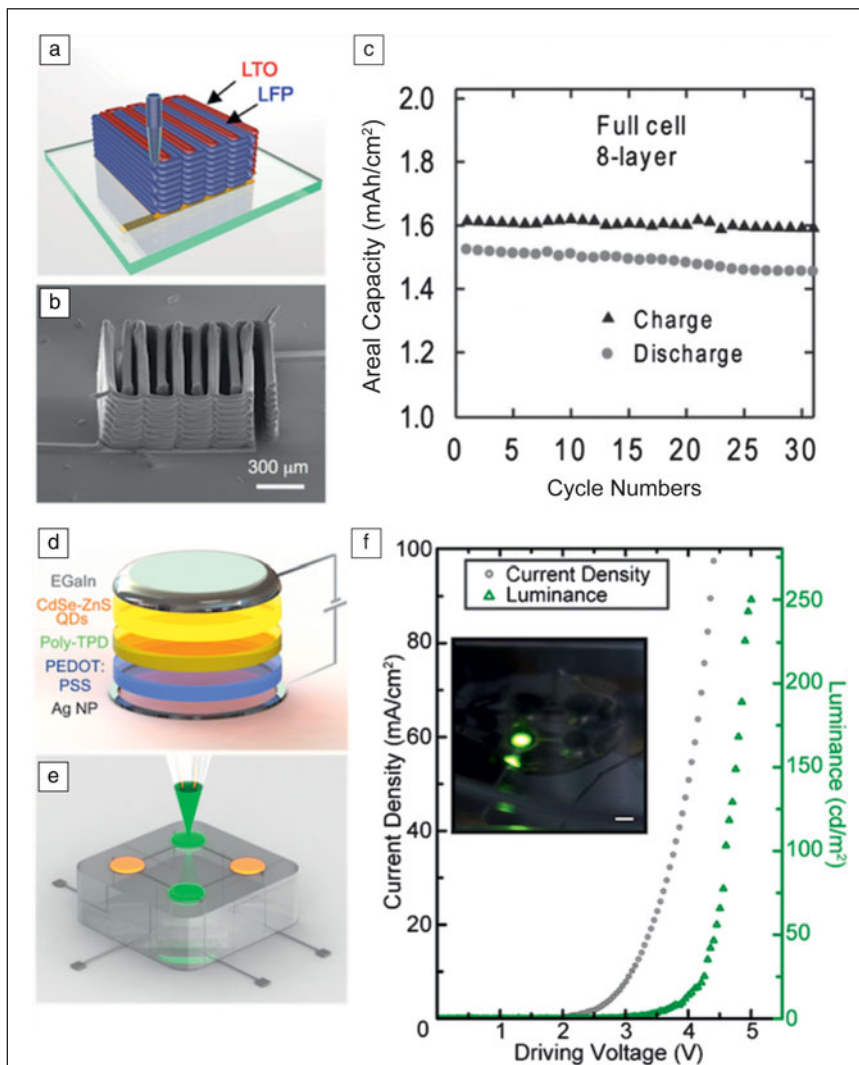 a
LTO
LFP
b
300 μm
c
Areal Capacity (mAh/cm²)
2.0
1.8
1.6
1.4
1.2
1.0
Full cell
8-layer
Charge
Discharge
0 5 10 15 20 25 30
Cycle Numbers
d
EGaIn
CdSe-ZnS
QDs
Poly-TPD
PEDOT:
PSS
Ag NP
e
f
Current Density (mA/cm²)
100
80
60
40
20
0
Current Density
Luminance
250
200
150
100
50
0
Luminance (cd/m²)
0 1 2 3 4 5
Driving Voltage (V)